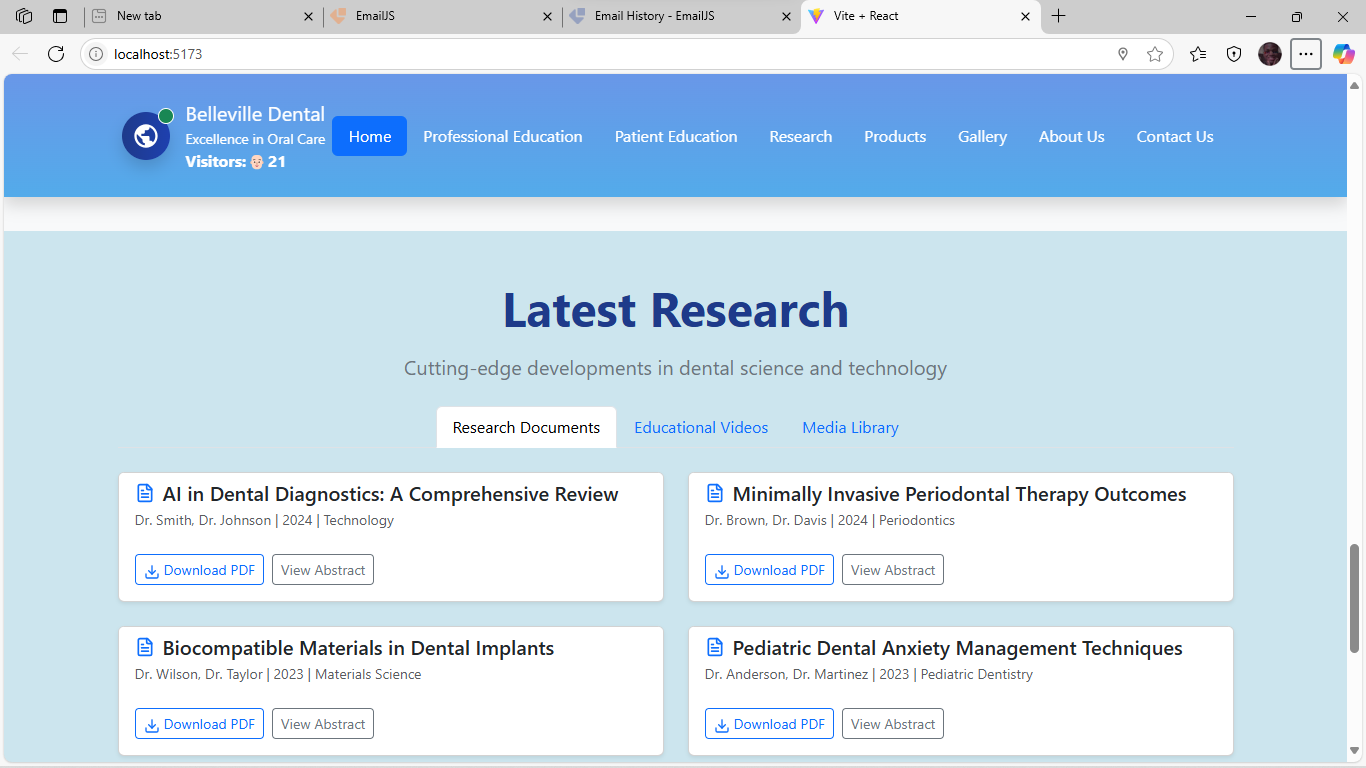 New tab
EmailJS
Email History - EmailJS
Vite + React
localhost:5173
Belleville Dental
Excellence in Oral Care
Visitors: 21
Home
Professional Education
Patient Education
Research
Products
Gallery
About Us
Contact Us
Latest Research
Cutting-edge developments in dental science and technology
Research Documents
Educational Videos
Media Library
AI in Dental Diagnostics: A Comprehensive Review
Dr. Smith, Dr. Johnson | 2024 | Technology
Download PDF
View Abstract
Minimally Invasive Periodontal Therapy Outcomes
Dr. Brown, Dr. Davis | 2024 | Periodontics
Download PDF
View Abstract
Biocompatible Materials in Dental Implants
Dr. Wilson, Dr. Taylor | 2023 | Materials Science
Download PDF
View Abstract
Pediatric Dental Anxiety Management Techniques
Dr. Anderson, Dr. Martinez | 2023 | Pediatric Dentistry
Download PDF
View Abstract